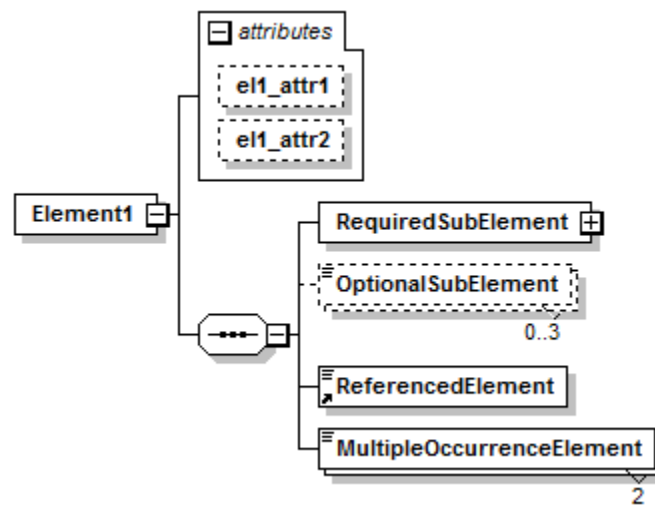 attributes
el1_attr1
el1_attr2
Element1
RequiredSubElement
OptionalSubElement
0..3
ReferencedElement
MultipleOccurrenceElement
2